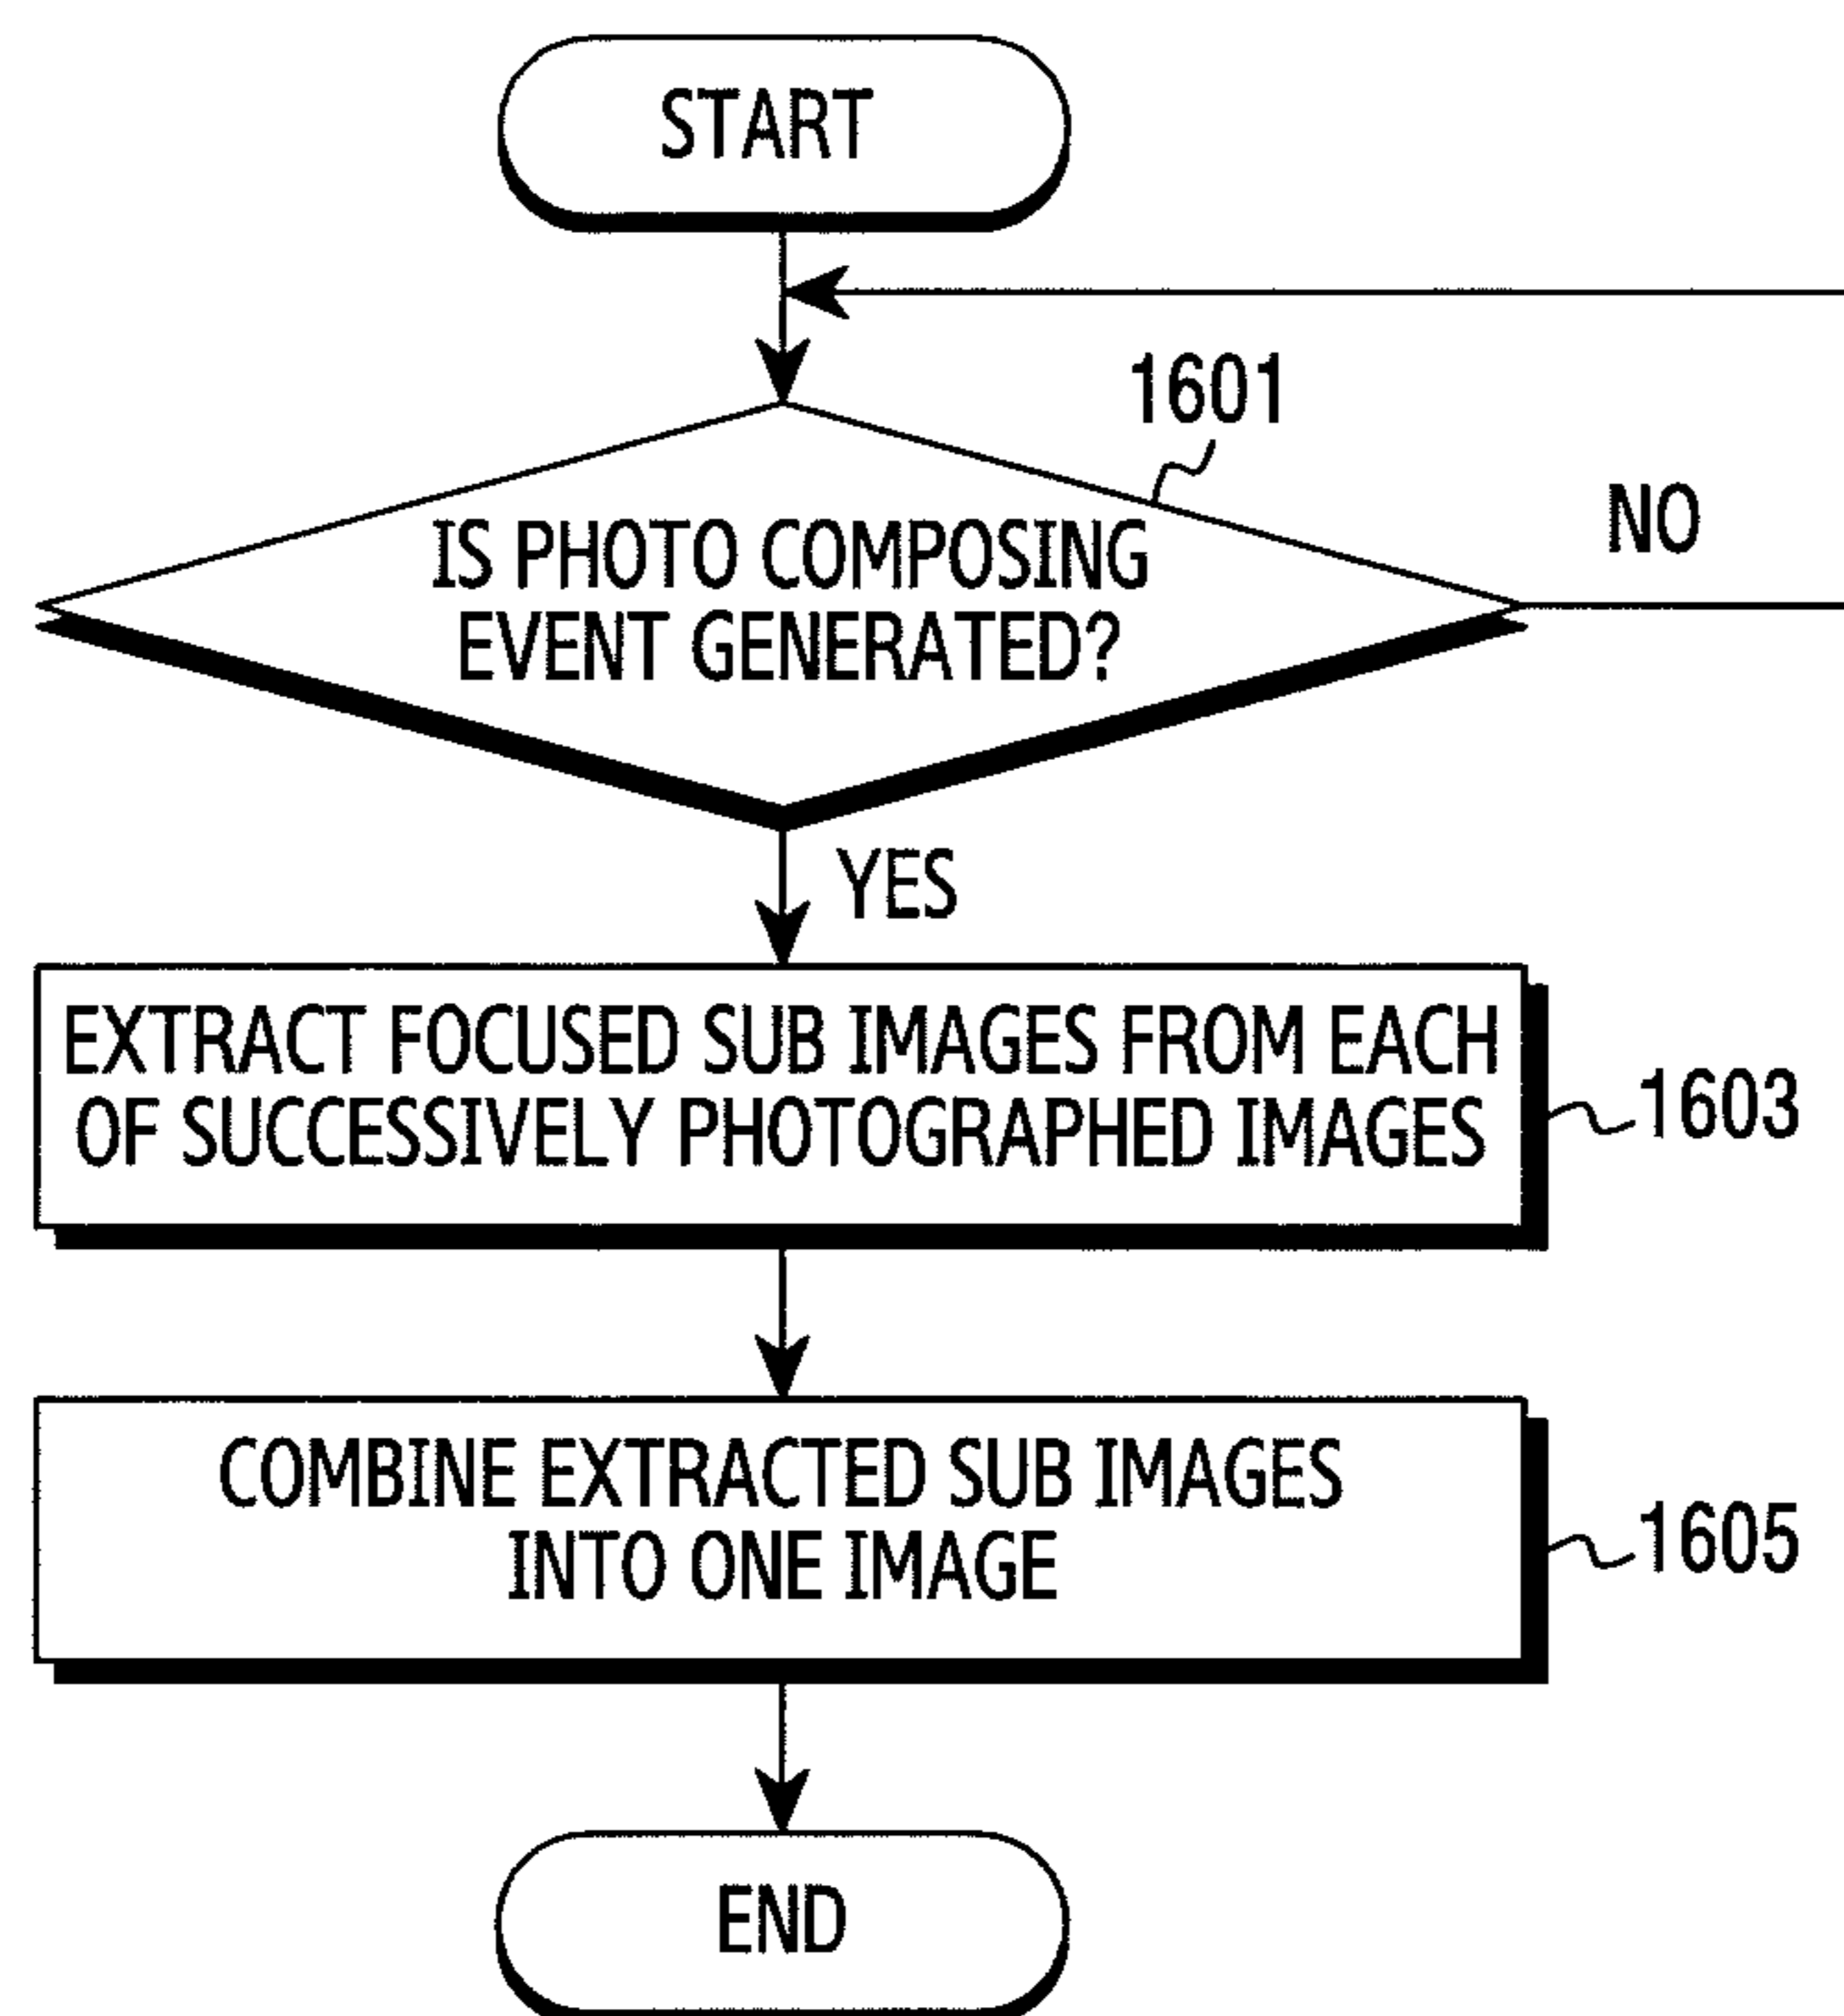 START
1601
IS PHOTO COMPOSING
EVENT GENERATED?
NO
YES
EXTRACT FOCUSED SUB IMAGES FROM EACH
OF SUCCESSIVELY PHOTOGRAPHED IMAGES
1603
COMBINE EXTRACTED SUB IMAGES
INTO ONE IMAGE
1605
END